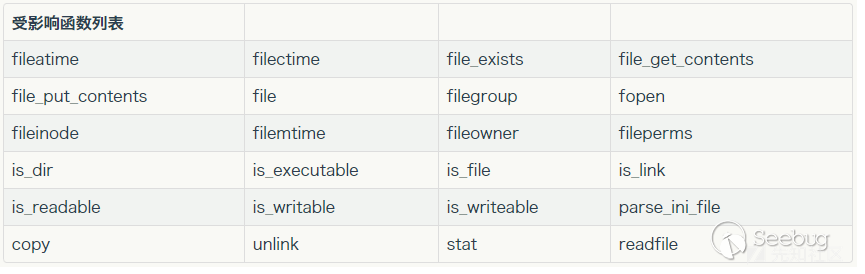 受影响函数列表
fileatime filectime file_exists file_get_contents
file_put_contents file filegroup fopen
fileinode filemtime fileowner fileperms
is_dir is_executable is_file is_link
is_readable is_writable is_writeable parse_ini_file
copy unlink stat readfile
Seebug